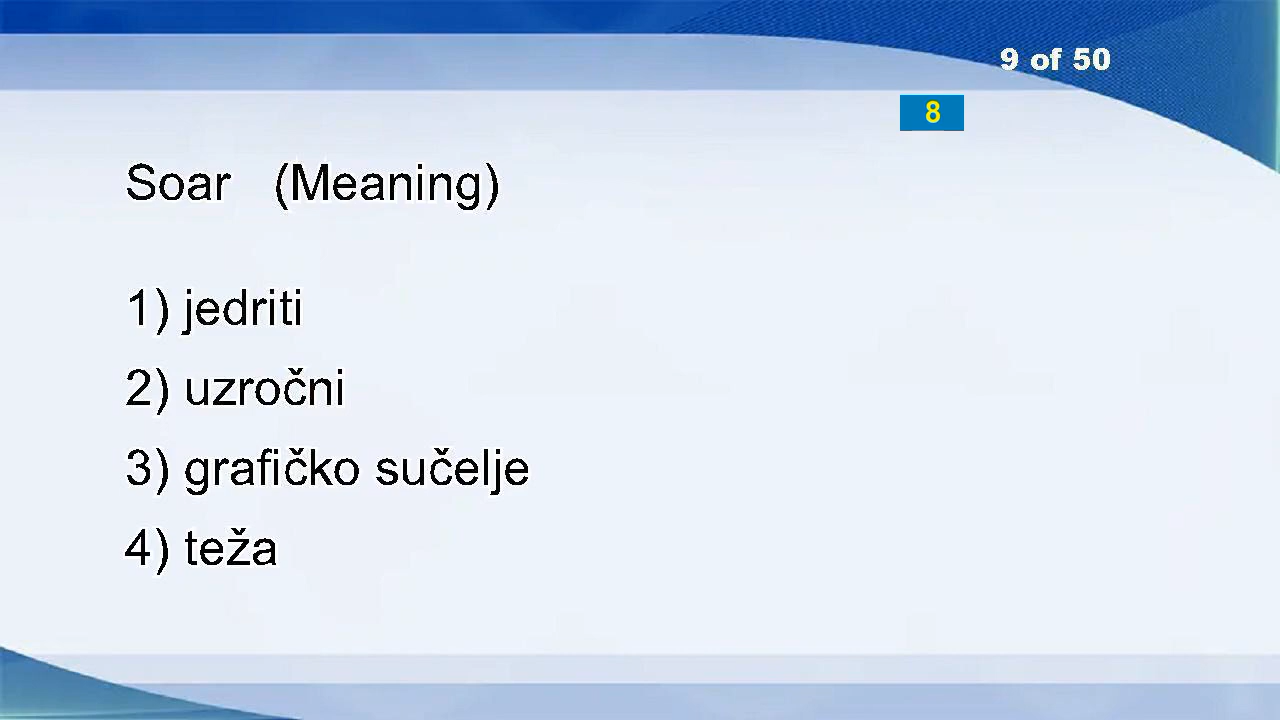 9 of 50
8
Soar (Meaning)
1) jedriti
2) uzročni
3) grafičko sučelje
4) teža